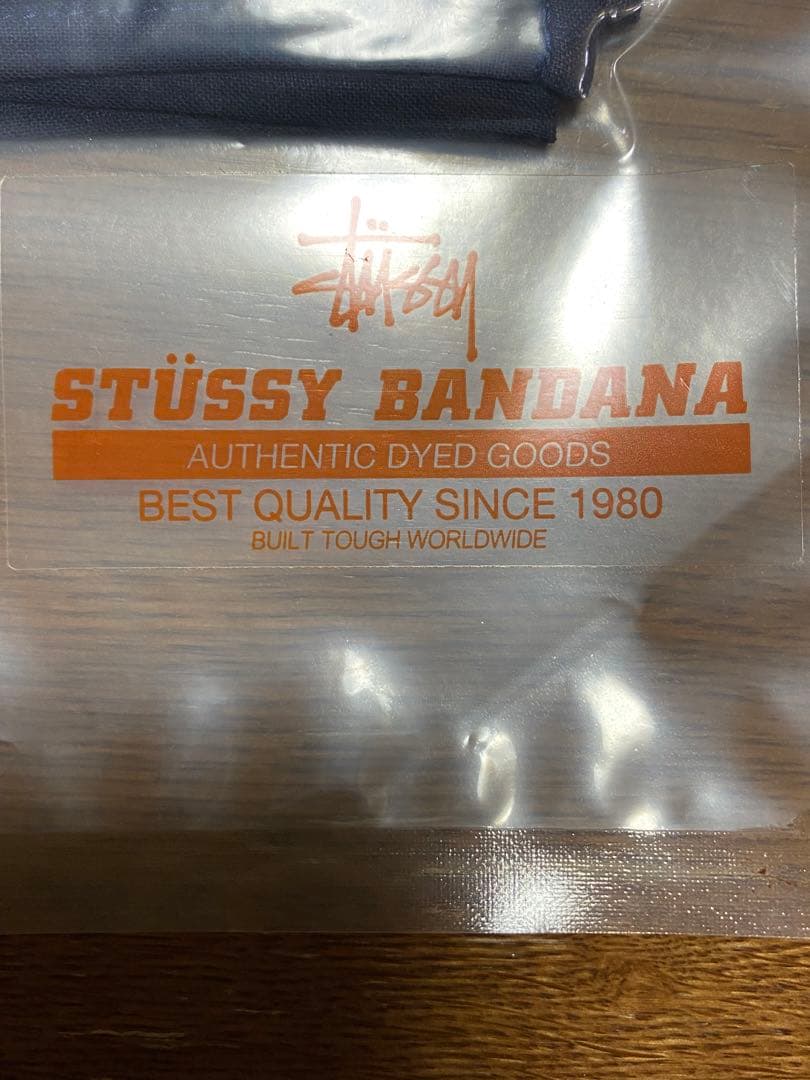 Stüssy
STÜSSY BANDANA
AUTHENTIC DYED GOODS
BEST QUALITY SINCE 1980
BUILT TOUGH WORLDWIDE